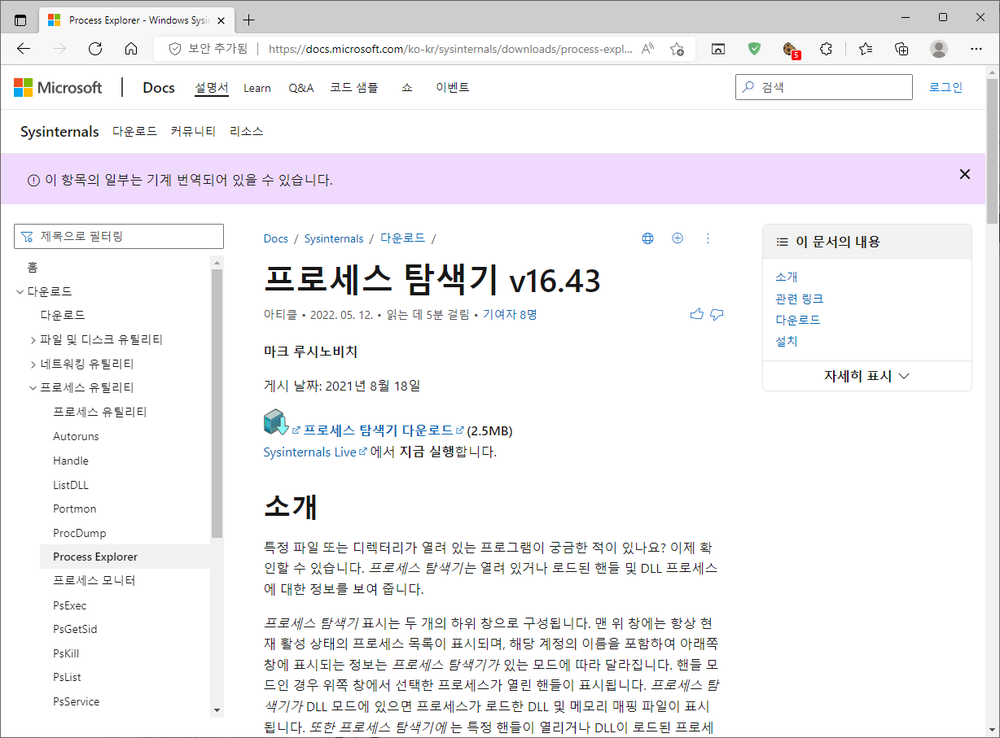 Process Explorer - Windows Sysin
보안 추가됨
https://docs.microsoft.com/ko-kr/sysinternals/downloads/process-expl...
5
Microsoft
Docs 설명서 Learn Q&A 코드 샘플 쇼 이벤트
검색
로그인
Sysinternals 다운로드 커뮤니티 리소스
이 항목의 일부는 기계 번역되어 있을 수 있습니다.
제목으로 필터링
홈
다운로드
다운로드
파일 및 디스크 유틸리티
네트워킹 유틸리티
프로세스 유틸리티
프로세스 유틸리티
Autoruns
Handle
ListDLL
Portmon
ProcDump
Process Explorer
프로세스 모니터
PsExec
PsGetSid
PsKill
PsList
PsService
Docs / Sysinternals / 다운로드 /
프로세스 탐색기 v16.43
아티클 • 2022. 05. 12. • 읽는 데 5분 걸림 • 기여자 8명
마크 루시노비치
게시 날짜: 2021년 8월 18일
프로세스 탐색기 다운로드 (2.5MB)
Sysinternals Live 에서 지금 실행합니다.
소개
특정 파일 또는 디렉터리가 열려 있는 프로그램이 궁금한 적이 있나요? 이제 확
인할 수 있습니다. 프로세스 탐색기는 열려 있거나 로드된 핸들 및 DLL 프로세스
에 대한 정보를 보여 줍니다.
프로세스 탐색기 표시는 두 개의 하위 창으로 구성됩니다. 맨 위 창에는 항상 현
재 활성 상태의 프로세스 목록이 표시되며, 해당 계정의 이름을 포함하여 아래쪽
창에 표시되는 정보는 프로세스 탐색기가 있는 모드에 따라 달라집니다. 핸들 모
드인 경우 위쪽 창에서 선택한 프로세스가 열린 핸들이 표시됩니다. 프로세스 탐
색기가 DLL 모드에 있으면 프로세스가 로드한 DLL 및 메모리 매핑 파일이 표시
됩니다. 또한 프로세스 탐색기에 는 특정 핸들이 열리거나 DLL이 로드된 프로세
이 문서의 내용
소개
관련 링크
다운로드
설치
자세히 표시